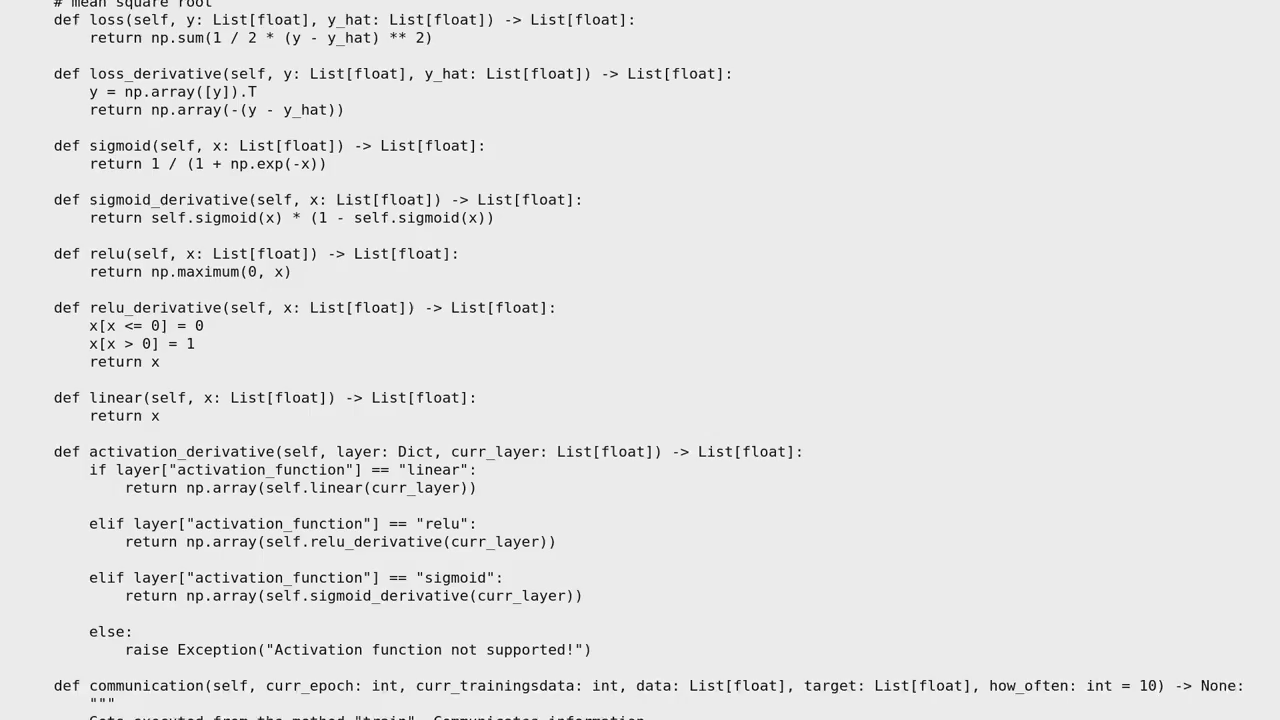 # mean square root
def loss(self, y: List[float], y_hat: List[float]) -> List[float]:
    return np.sum(1 / 2 * (y - y_hat) ** 2)

def loss_derivative(self, y: List[float], y_hat: List[float]) -> List[float]:
    y = np.array([y]).T
    return np.array(-(y - y_hat))

def sigmoid(self, x: List[float]) -> List[float]:
    return 1 / (1 + np.exp(-x))

def sigmoid_derivative(self, x: List[float]) -> List[float]:
    return self.sigmoid(x) * (1 - self.sigmoid(x))

def relu(self, x: List[float]) -> List[float]:
    return np.maximum(0, x)

def relu_derivative(self, x: List[float]) -> List[float]:
    x[x <= 0] = 0
    x[x > 0] = 1
    return x

def linear(self, x: List[float]) -> List[float]:
    return x

def activation_derivative(self, layer: Dict, curr_layer: List[float]) -> List[float]:
    if layer["activation_function"] == "linear":
        return np.array(self.linear(curr_layer))

    elif layer["activation_function"] == "relu":
        return np.array(self.relu_derivative(curr_layer))

    elif layer["activation_function"] == "sigmoid":
        return np.array(self.sigmoid_derivative(curr_layer))

    else:
        raise Exception("Activation function not supported!")

def communication(self, curr_epoch: int, curr_trainingsdata: int, data: List[float], target: List[float], how_often: int = 10) -> None:
    """
    Gets executed from the method "train". Communicates information